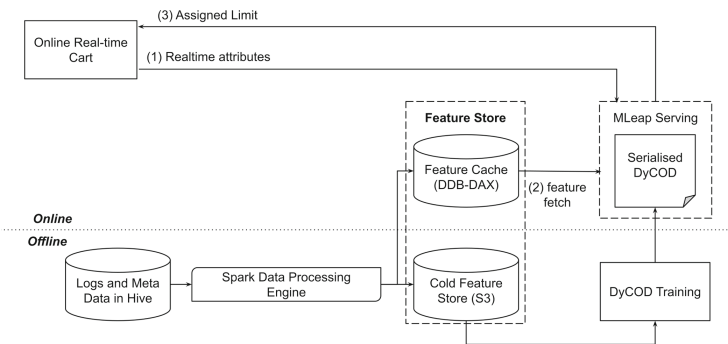 (3) Assigned Limit
Online Real-time
Cart
(1) Realtime attributes
Feature Store
MLeap Serving
Feature Cache
(DDB-DAX)
(2) feature
fetch
Serialised
DyCOD
Online
Offline
Logs and Meta
Data in Hive
Spark Data Processing
Engine
Cold Feature
Store (S3)
DyCOD Training